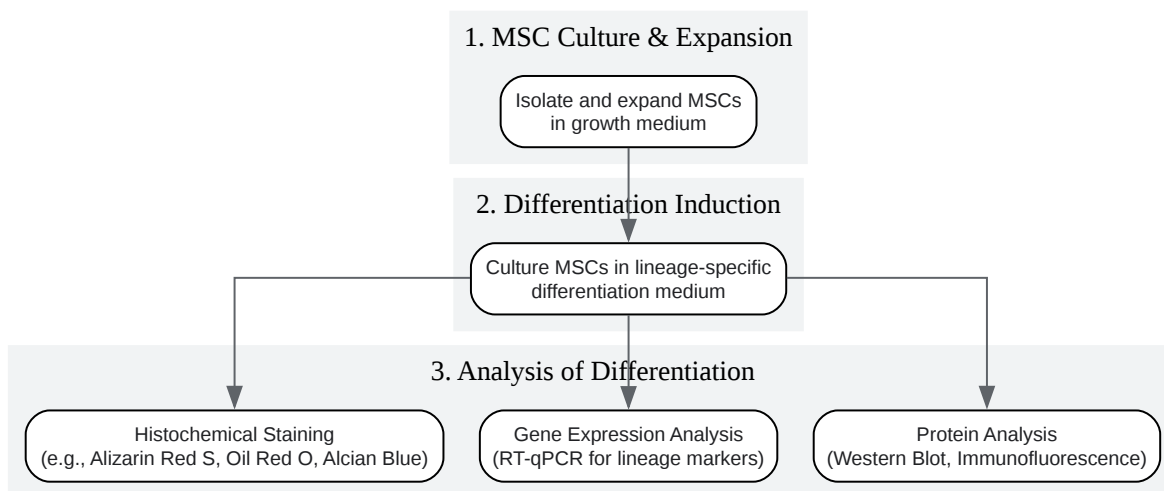 1. MSC Culture & Expansion
Isolate and expand MSCs
in growth medium
2. Differentiation Induction
Culture MSCs in lineage-specific
differentiation medium
3. Analysis of Differentiation
Histochemical Staining
(e.g., Alizarin Red S, Oil Red O, Alcian Blue)
Gene Expression Analysis
(RT-qPCR for lineage markers)
Protein Analysis
(Western Blot, Immunofluorescence)